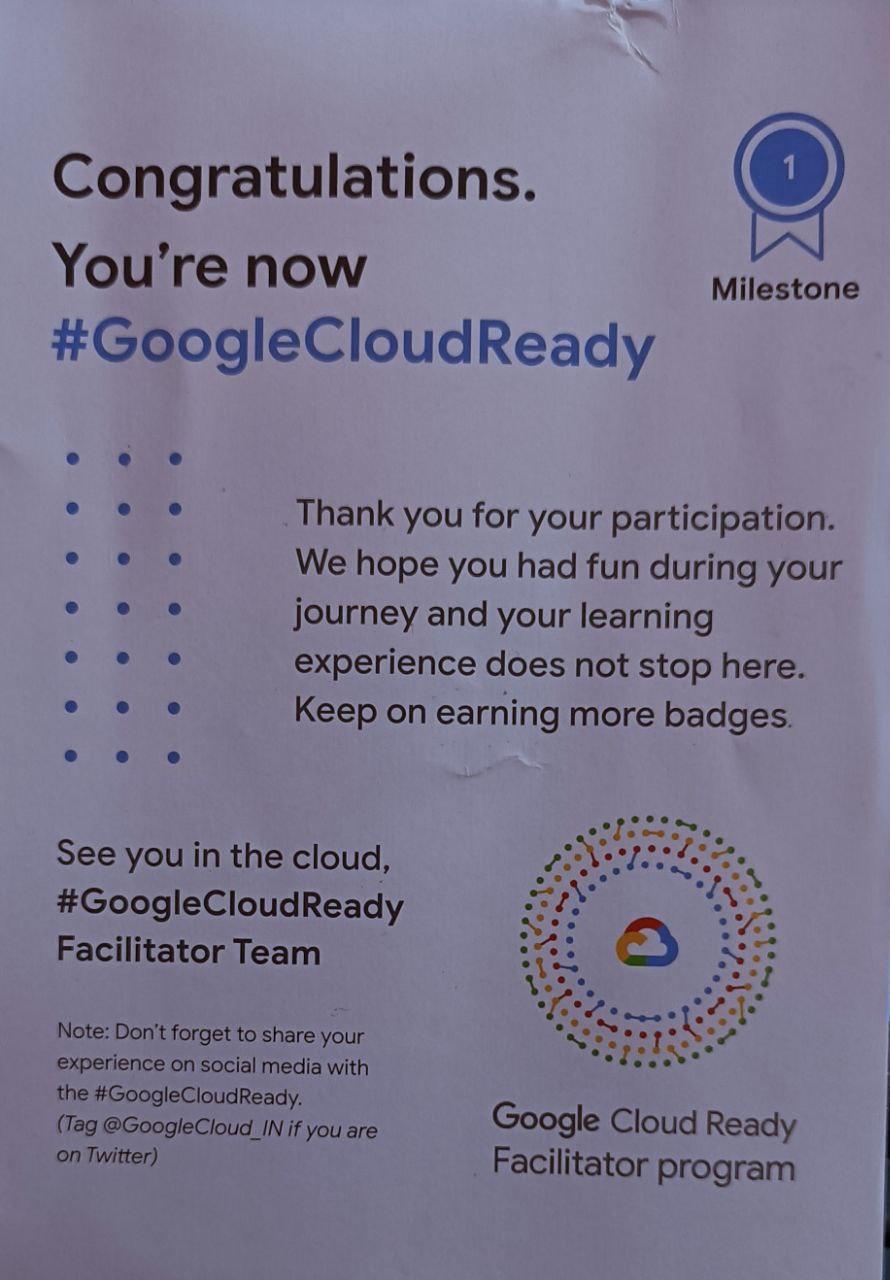 Congratulations.
You're now
#GoogleCloudReady
1
Milestone
Thank you for your participation.
We hope you had fun during your
journey and your learning
experience does not stop here.
Keep on earning more badges.
See you in the cloud,
#GoogleCloudReady
Facilitator Team
Note: Don't forget to share your
experience on social media with
the #GoogleCloudReady.
(Tag @GoogleCloud_IN if you are
on Twitter)
Google Cloud Ready
Facilitator program